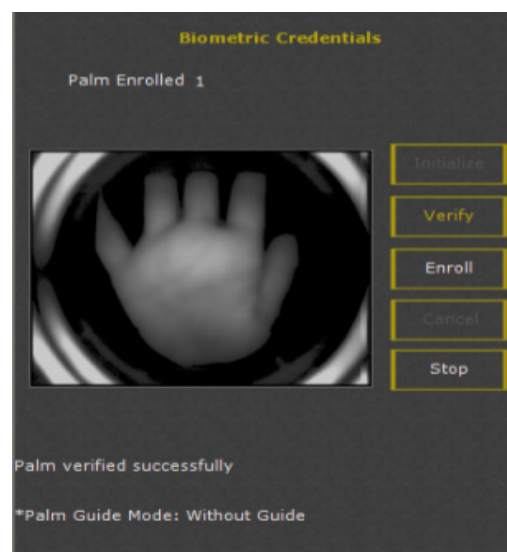 Biometric Credentials
Palm Enrolled 1
Initialize
Verify
Enroll
Cancel
Stop
Palm verified successfully
*Palm Guide Mode: Without Guide